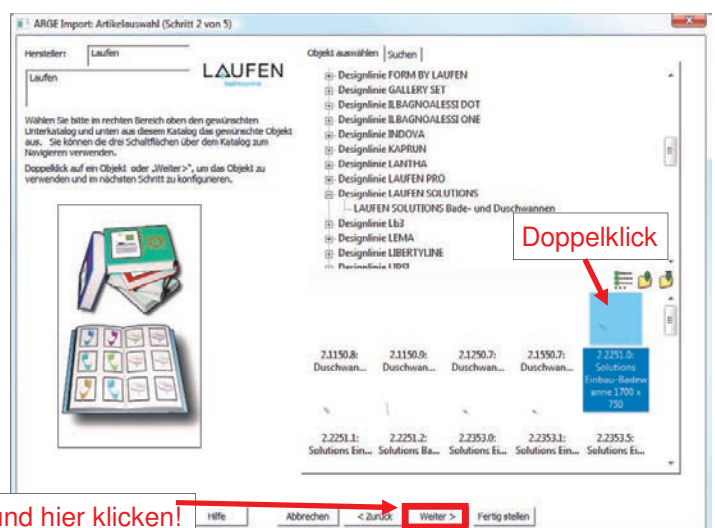 ARGE Import: Artikelauswahl (Schritt 2 von 5)
Hersteller:
Laufen
Laufen
LAUFEN
Wählen Sie bitte im rechten Bereich oben den gewünschten
Unterkatalog und unten aus diesem Katalog das gewünschte Objekt
aus. Sie können die drei Schaltflächen über dem Katalog zum
Navigieren verwenden.
Doppelklick auf ein Objekt oder „Weiter>“, um das Objekt zu
verwenden und im nächsten Schritt zu konfigurieren.
Objekt auswählen
Suchen
Designlinie FORM BY LAUFEN
Designlinie GALLERY SET
Designlinie ILBAGNOALESSI DOT
Designlinie ILBAGNOALESSI ONE
Designlinie INDOVA
Designlinie KAPRUN
Designlinie LANTHA
Designlinie LAUFEN PRO
Designlinie LAUFEN SOLUTIONS
LAUFEN SOLUTIONS Bade- und Duschwannen
Designlinie Lb3
Designlinie LEMA
Designlinie LIBERTYLINE
Doppelklick
2.1150.8:
Duschwan...
2.1150.9:
Duschwan...
2.1250.7:
Duschwan...
2.1550.7:
Duschwan...
2.2251.0:
Solutions
Einbau-Badew
anne 1700 x
750
2.2251.1:
Solutions Ein...
2.2251.2:
Solutions Ba...
2.2353.0:
Solutions Ei...
2.2353.1:
Solutions Ein...
2.2353.5:
Solutions Ei...
und hier klicken!
Hilfe
Abbrechen
< Zurück
Weiter >
Fertig stellen